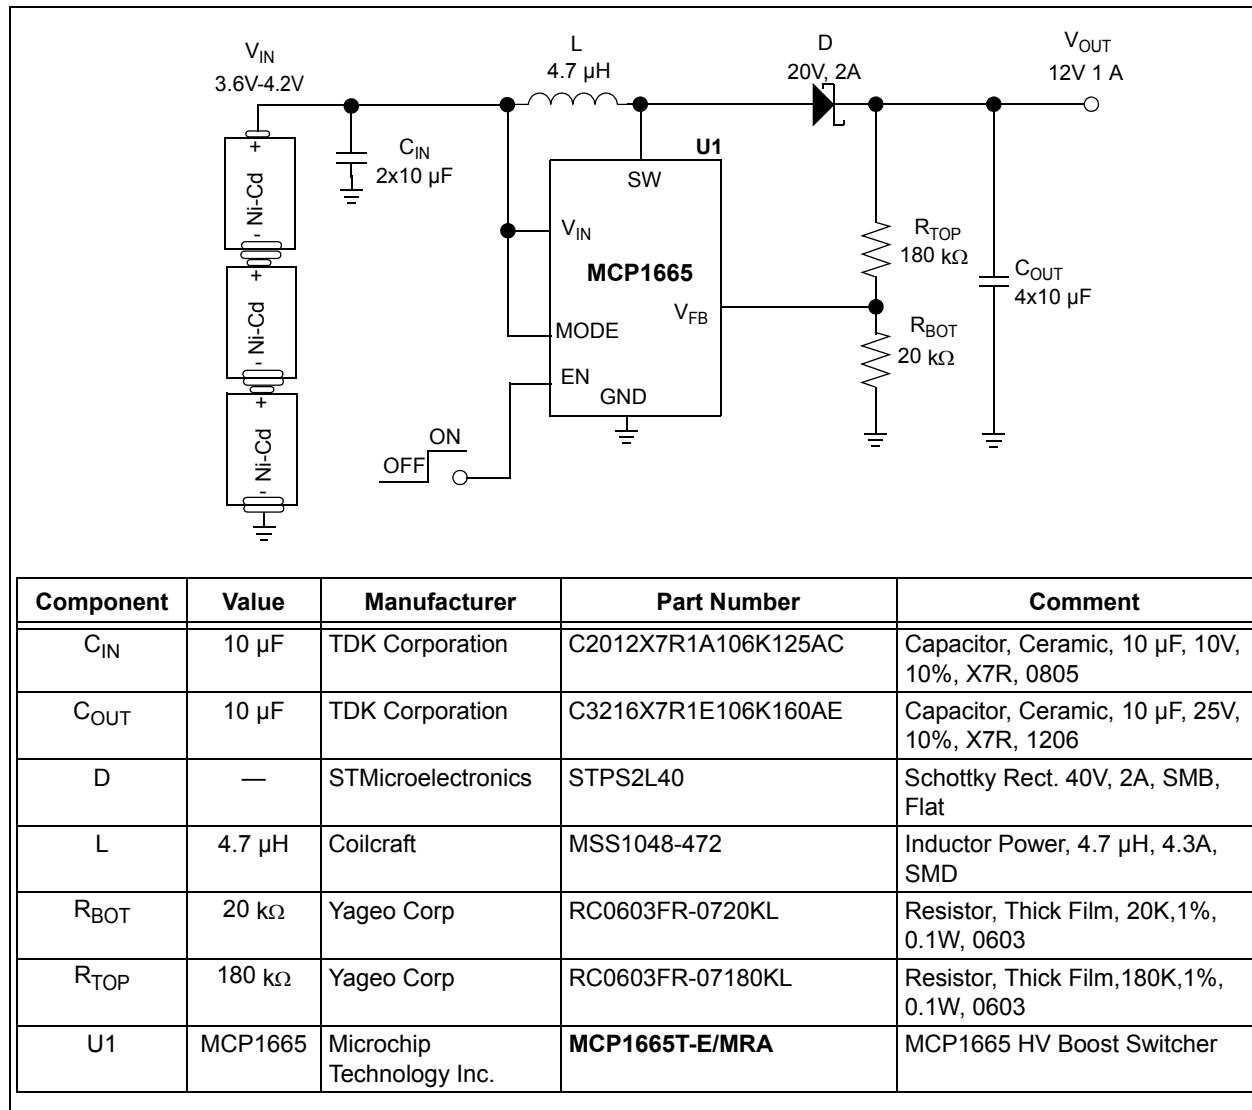 V_IN
3.6V-4.2V
L
4.7 µH
D
20V, 2A
V_OUT
12V 1 A
+
Ni-Cd
-
+
Ni-Cd
-
+
Ni-Cd
-
C_IN
2x10 µF
U1
SW
V_IN
MCP1665
V_FB
MODE
EN
GND
R_TOP
180 kΩ
R_BOT
20 kΩ
C_OUT
4x10 µF
ON
OFF
Component Value Manufacturer Part Number Comment
C_IN 10 µF TDK Corporation C2012X7R1A106K125AC Capacitor, Ceramic, 10 µF, 10V,
10%, X7R, 0805
C_OUT 10 µF TDK Corporation C3216X7R1E106K160AE Capacitor, Ceramic, 10 µF, 25V,
10%, X7R, 1206
D — STMicroelectronics STPS2L40 Schottky Rect. 40V, 2A, SMB,
Flat
L 4.7 µH Coilcraft MSS1048-472 Inductor Power, 4.7 µH, 4.3A,
SMD
R_BOT 20 kΩ Yageo Corp RC0603FR-0720KL Resistor, Thick Film, 20K,1%,
0.1W, 0603
R_TOP 180 kΩ Yageo Corp RC0603FR-07180KL Resistor, Thick Film,180K,1%,
0.1W, 0603
U1 MCP1665 Microchip MCP1665T-E/MRA MCP1665 HV Boost Switcher
Technology Inc.